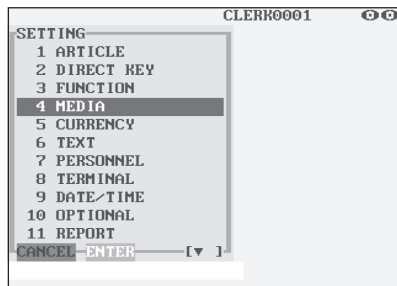 CLERK0001
SETTING
1 ARTICLE
2 DIRECT KEY
3 FUNCTION
4 MEDIA
5 CURRENCY
6 TEXT
7 PERSONNEL
8 TERMINAL
9 DATE/TIME
10 OPTIONAL
11 REPORT
CANCEL ENTER [▼ ]